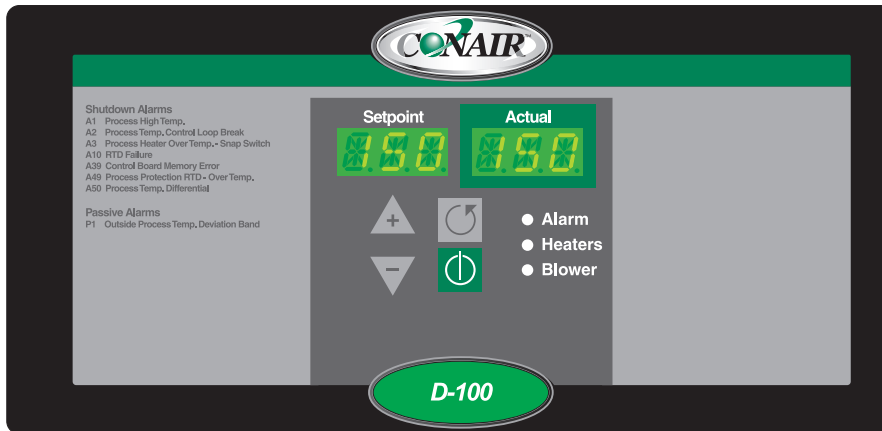 CONAIR™
Shutdown Alarms
A1 Process High Temp.
A2 Process Temp. Control Loop Break
A3 Process Heater Over Temp. - Snap Switch
A10 RTD Failure
A39 Control Board Memory Error
A49 Process Protection RTD - Over Temp.
A50 Process Temp. Differential
Passive Alarms
P1 Outside Process Temp. Deviation Band
Setpoint
150
Actual
150
+
−
Alarm
Heaters
Blower
D-100